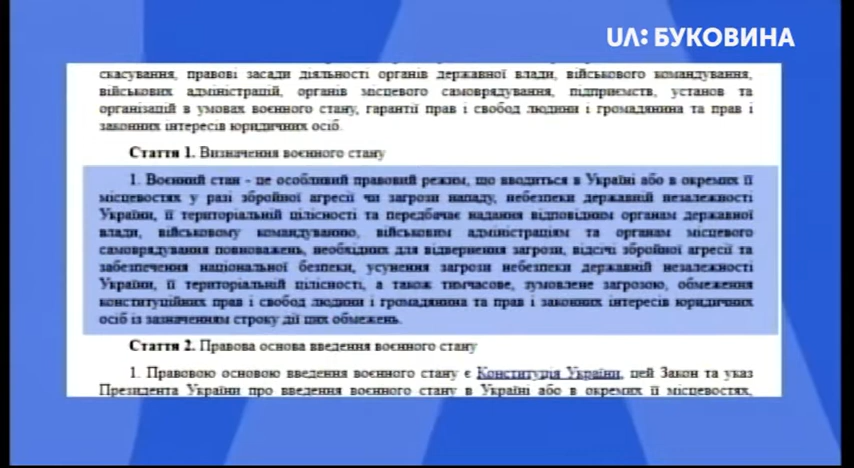 UA: БУКОВИНА
скасування, правові засади діяльності органів державної влади, військового командування,
військових адміністрацій, органів місцевого самоврядування, підприємств, установ та
організацій в умовах воєнного стану, гарантії прав і свобод людини і громадянина та прав і
законних інтересів юридичних осіб.
Стаття 1. Визначення воєнного стану
1. Воєнний стан - це особливий правовий режим, що вводиться в Україні або в окремих її
місцевостях у разі збройної агресії чи загрози нападу, небезпеки державній незалежності
України, її територіальній цілісності та передбачає надання відповідним органам державної
влади, військовому командуванню, військовим адміністраціям та органам місцевого
самоврядування повноважень, необхідних для відвернення загрози, відсічі збройної агресії та
забезпечення національної безпеки, усунення загрози небезпеки державній незалежності
України, її територіальній цілісності, а також тимчасове, зумовлене загрозою, обмеження
конституційних прав і свобод людини і громадянина та прав і законних інтересів юридичних
осіб із зазначенням строку дії цих обмежень.
Стаття 2. Правова основа введення воєнного стану
1. Правовою основою введення воєнного стану є Конституція України, цей Закон та указ
Президента України про введення воєнного стану в Україні або в окремих її місцевостях,